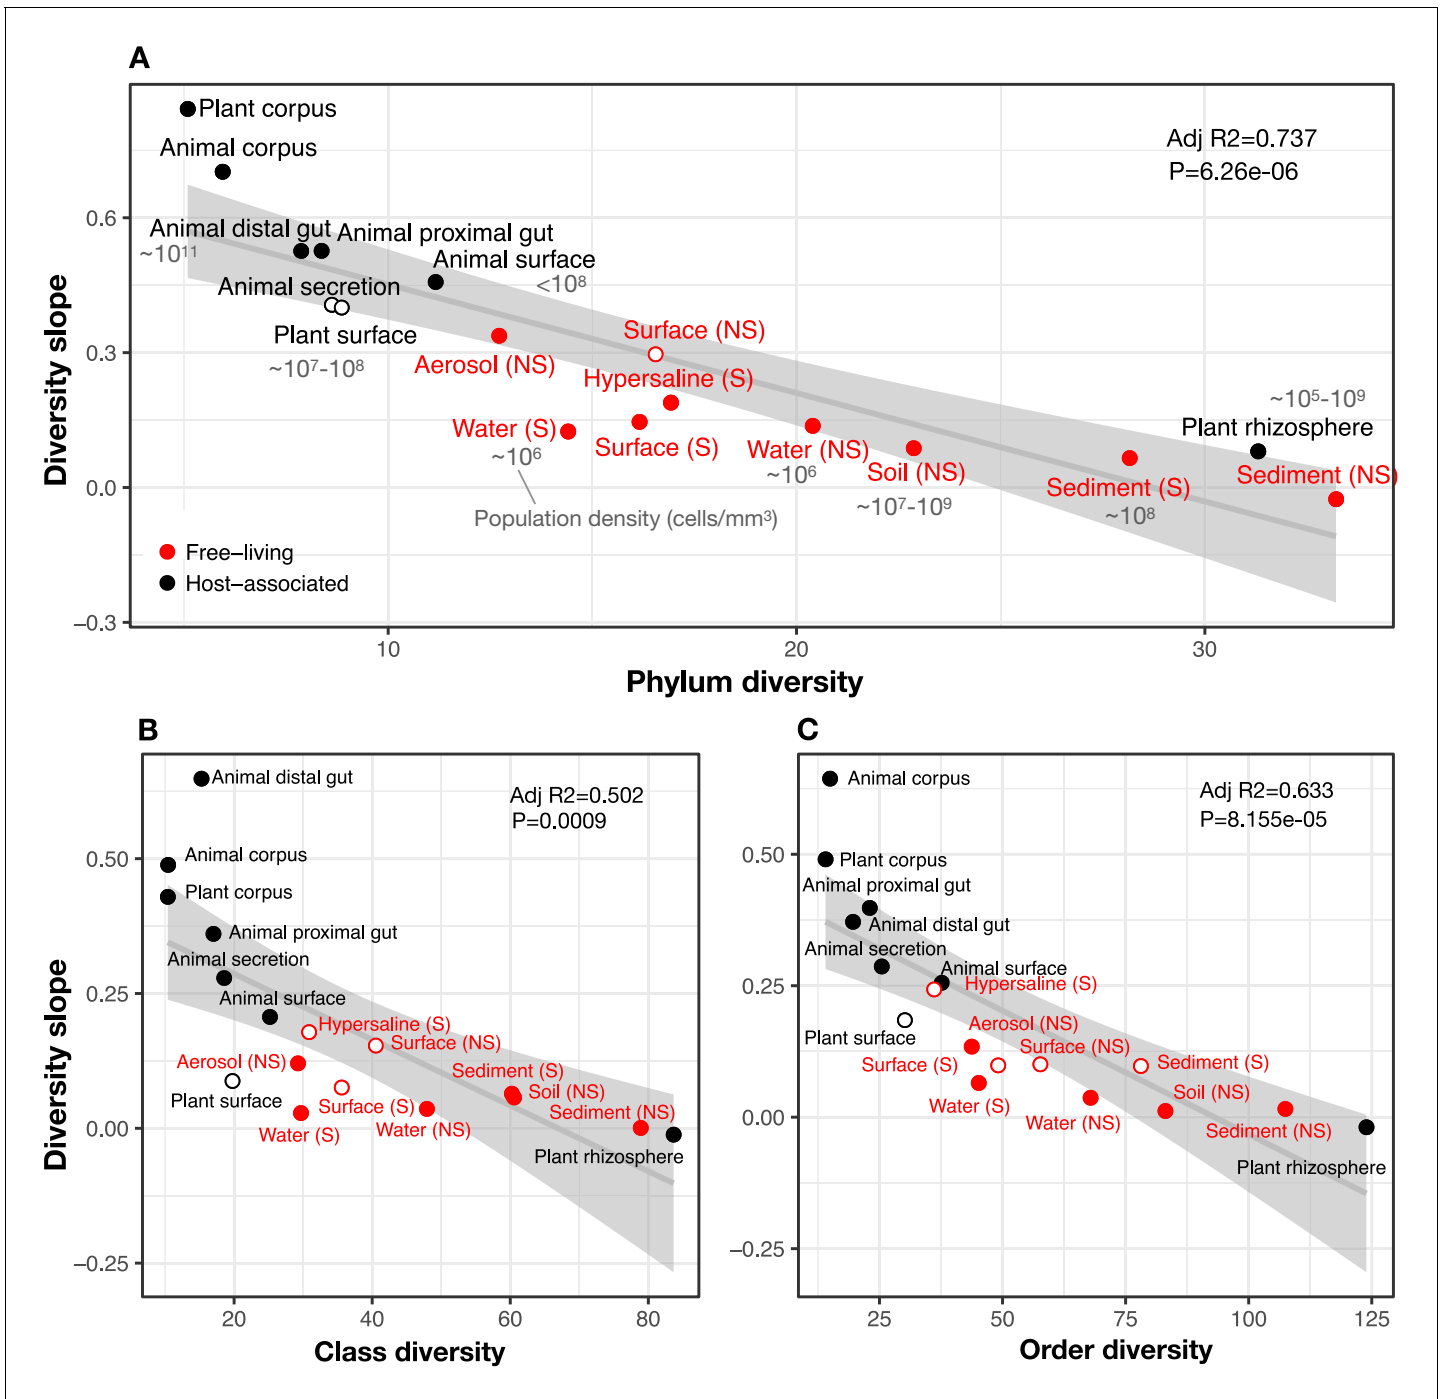 A
Plant corpus
Animal corpus
Adj R2=0.737
P=6.26e-06
0.6
Animal distal gut
Animal proximal gut
~10¹¹
Animal surface
<10⁸
Animal secretion
Plant surface
~10⁷-10⁸
Surface (NS)
0.3
Aerosol (NS)
Hypersaline (S)
~10⁵-10⁹
Plant rhizosphere
Water (S)
Surface (S)
Water (NS)
~10⁶
~10⁶
Soil (NS)
Sediment (S)
Sediment (NS)
0.0
~10⁷-10⁹
~10⁸
Population density (cells/mm³)
Free–living
Host–associated
−0.3
Diversity slope
10
20
30
Phylum diversity
B
Animal distal gut
Adj R2=0.502
P=0.0009
0.50
Animal corpus
Plant corpus
Animal proximal gut
Animal secretion
0.25
Animal surface
Hypersaline (S)
Surface (NS)
Aerosol (NS)
Sediment (S)
Soil (NS)
Plant surface
Surface (S)
Sediment (NS)
0.00
Water (S)
Water (NS)
Plant rhizosphere
−0.25
Diversity slope
20
40
60
80
Class diversity
C
Animal corpus
Adj R2=0.633
P=8.155e-05
0.50
Plant corpus
Animal proximal gut
Animal distal gut
Animal secretion
Animal surface
0.25
Hypersaline (S)
Plant surface
Aerosol (NS)
Surface (NS)
Surface (S)
Sediment (S)
Soil (NS)
Water (S)
0.00
Water (NS)
Sediment (NS)
Plant rhizosphere
−0.25
25
50
75
100
125
Order diversity